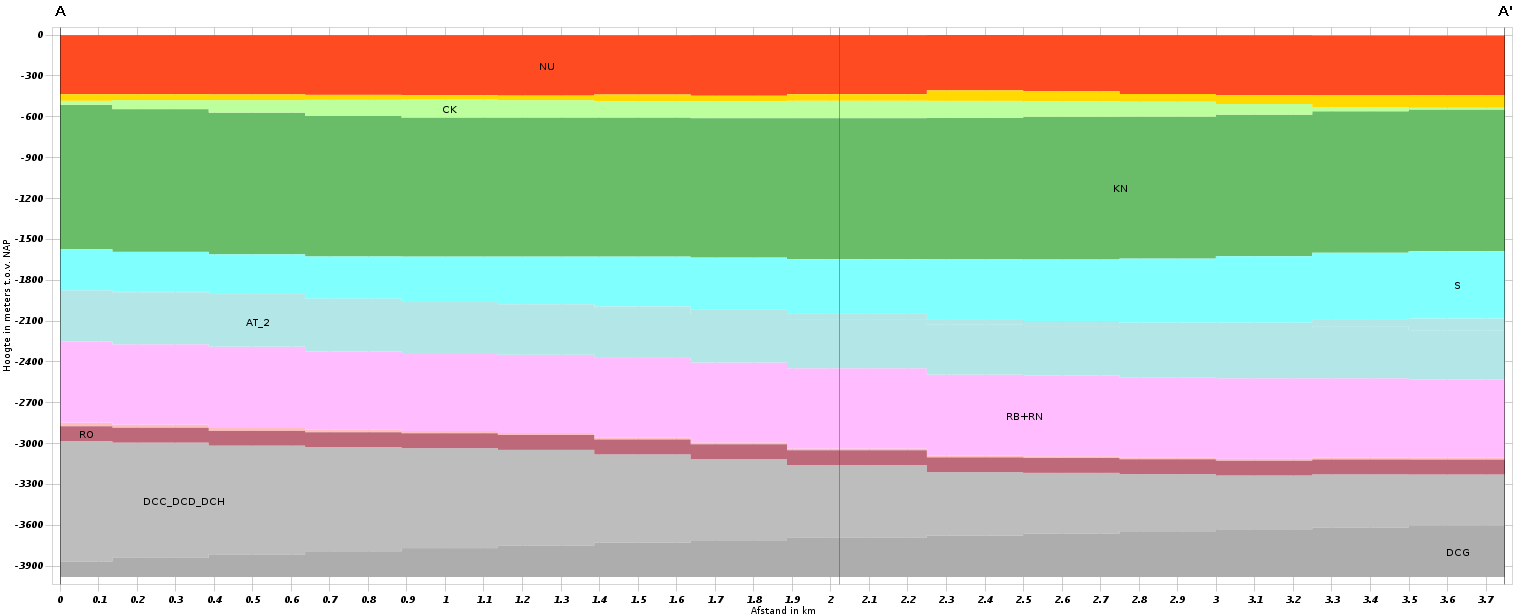 A A'
0
-300
-600
-900
-1200
-1500
-1800
-2100
-2400
-2700
-3000
-3300
-3600
-3900
Hoogte in meters t.o.v. NAP
NU
CK
KN
S
AT_2
RB+RN
RO
DCC_DCD_DCH
DCG
0 0.1 0.2 0.3 0.4 0.5 0.6 0.7 0.8 0.9 1 1.1 1.2 1.3 1.4 1.5 1.6 1.7 1.8 1.9 2 2.1 2.2 2.3 2.4 2.5 2.6 2.7 2.8 2.9 3 3.1 3.2 3.3 3.4 3.5 3.6 3.7
Afstand in km